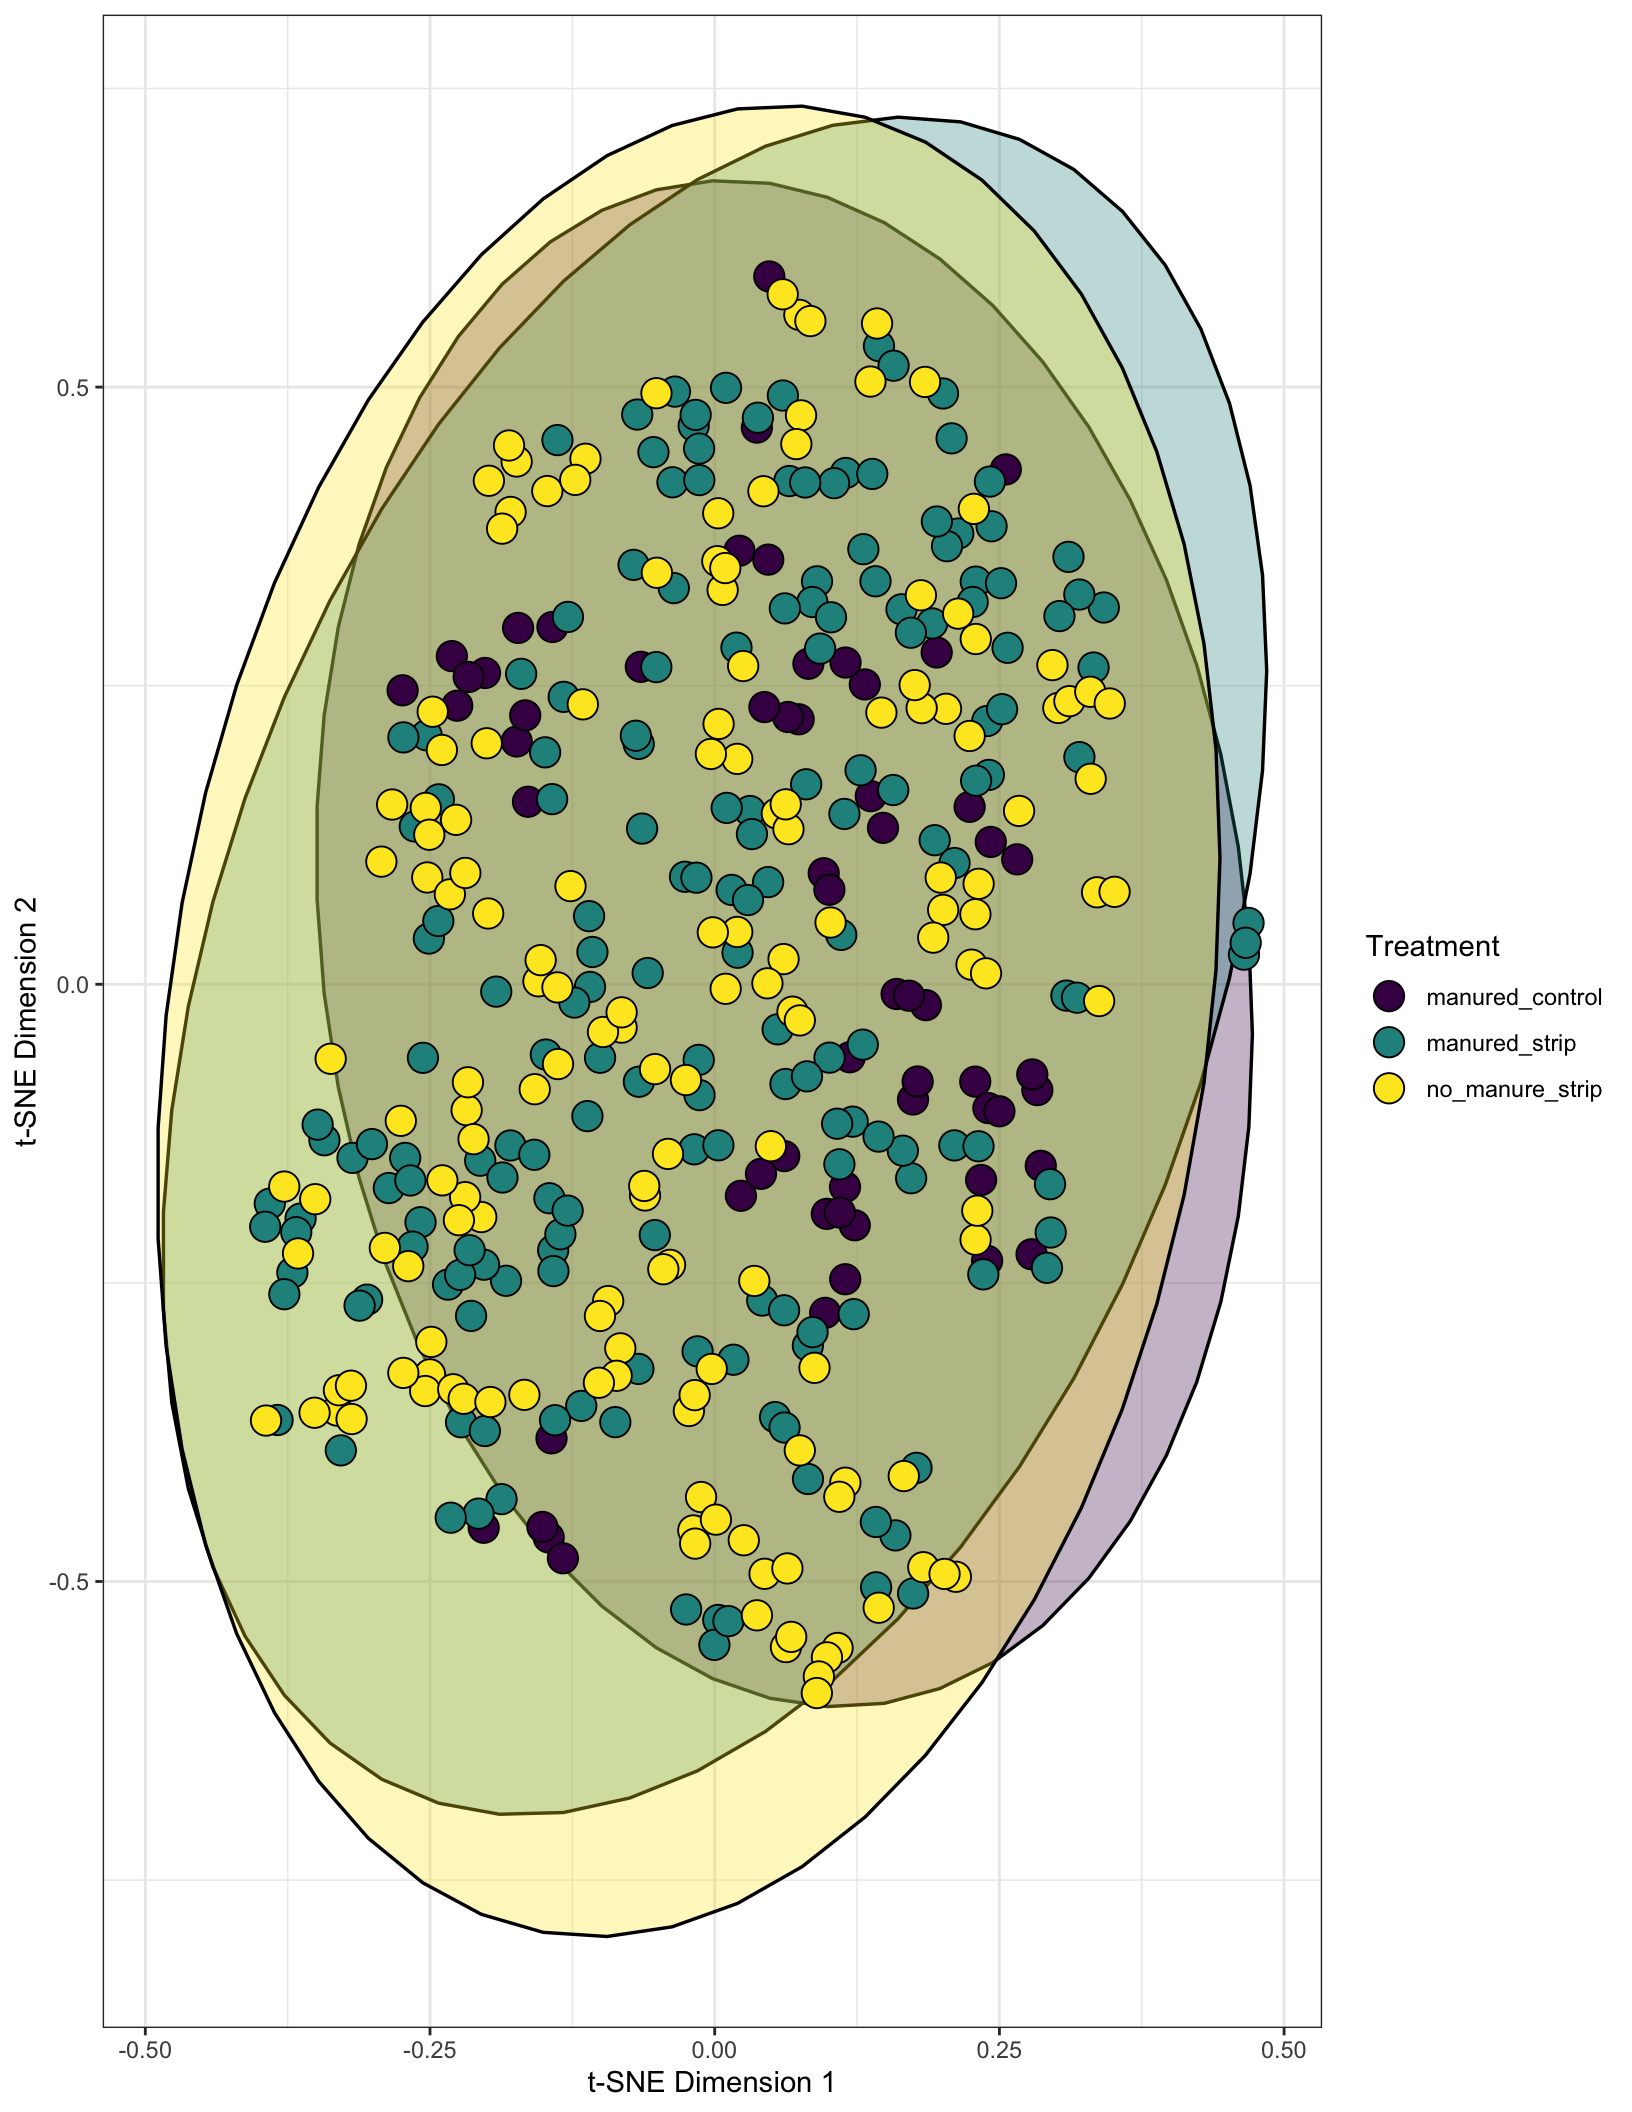 0.5
0.0
-0.5
t-SNE Dimension 2
-0.50
-0.25
0.00
0.25
0.50
t-SNE Dimension 1
Treatment
manured_control
manured_strip
no_manure_strip